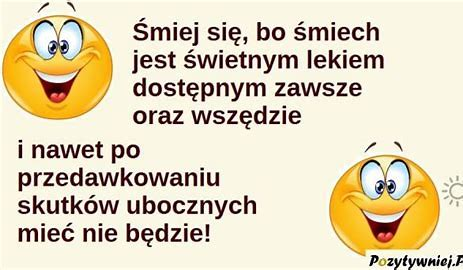 Śmiej się, bo śmiech
jest świetnym lekiem
dostępnym zawsze
oraz wszędzie
i nawet po
przedawkowaniu
skutków ubocznych
mieć nie będzie!
Pozytywniej.P